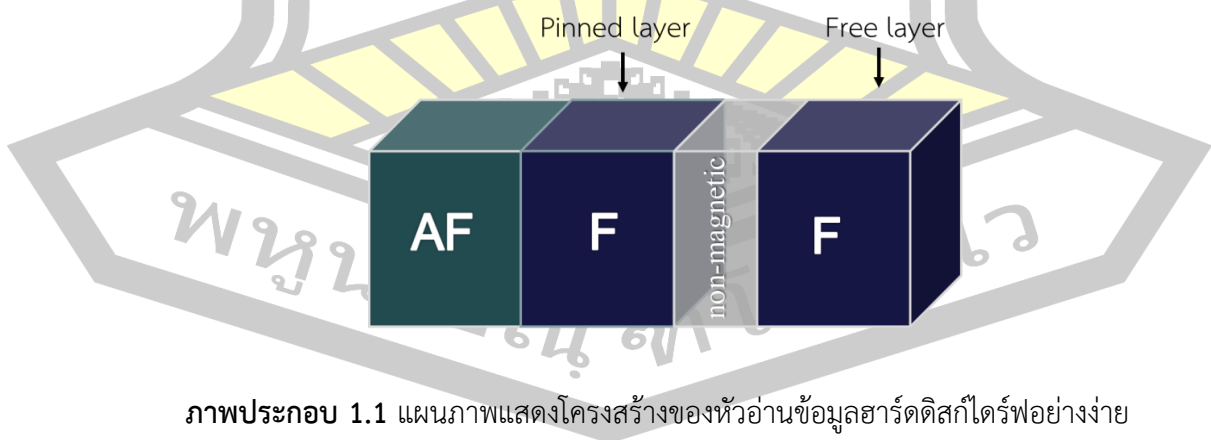 Pinned layer Free layer
AF F non-magnetic F
ภาพประกอบ 1.1 แผนภาพแสดงโครงสร้างของหัวอ่านข้อมูลฮาร์ดดิสก์ไดร์ฟอย่างง่าย